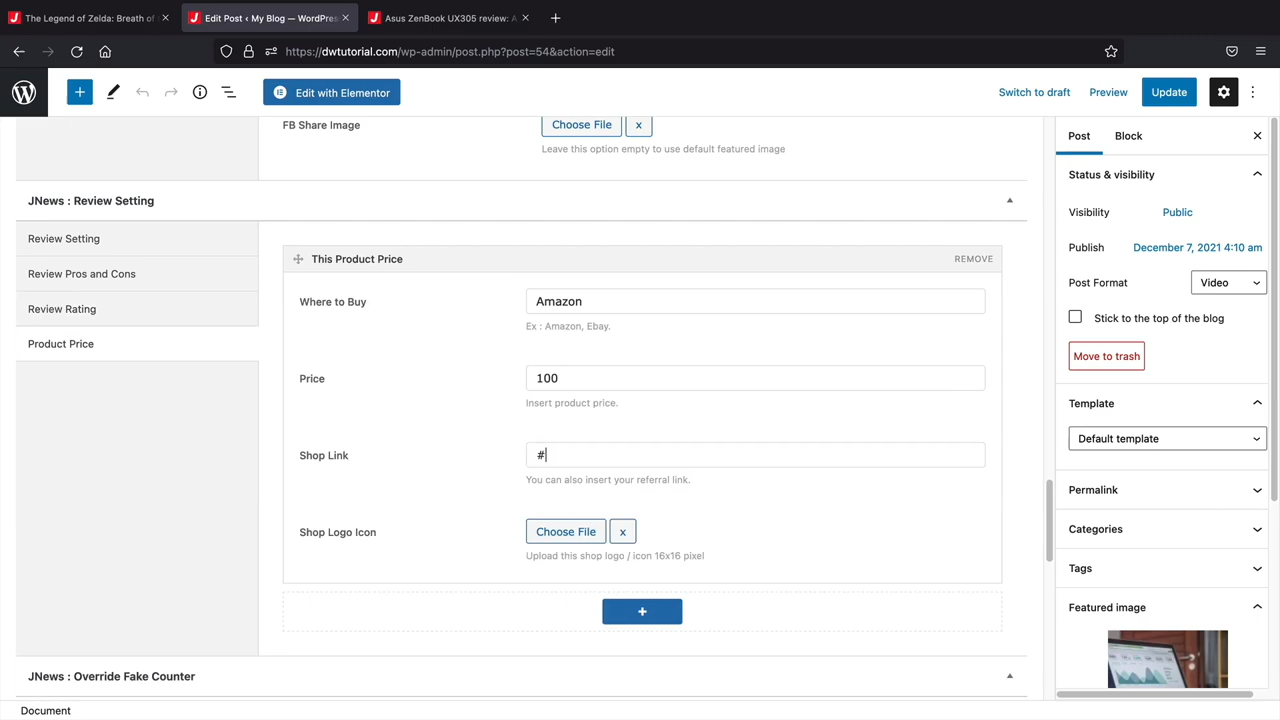 The Legend of Zelda: Breath of
Edit Post ‹ My Blog — WordPres
Asus ZenBook UX305 review: A
https://dwtutorial.com/wp-admin/post.php?post=54&action=edit
Edit with Elementor
Switch to draft
Preview
Update
FB Share Image
Choose File
x
Leave this option empty to use default featured image
JNews : Review Setting
Review Setting
Review Pros and Cons
Review Rating
Product Price
This Product Price
REMOVE
Where to Buy
Amazon
Ex : Amazon, Ebay.
Price
100
Insert product price.
Shop Link
#
You can also insert your referral link.
Shop Logo Icon
Choose File
x
Upload this shop logo / icon 16x16 pixel
+
JNews : Override Fake Counter
Document
Post
Block
Status & visibility
Visibility
Public
Publish
December 7, 2021 4:10 am
Post Format
Video
Stick to the top of the blog
Move to trash
Template
Default template
Permalink
Categories
Tags
Featured image